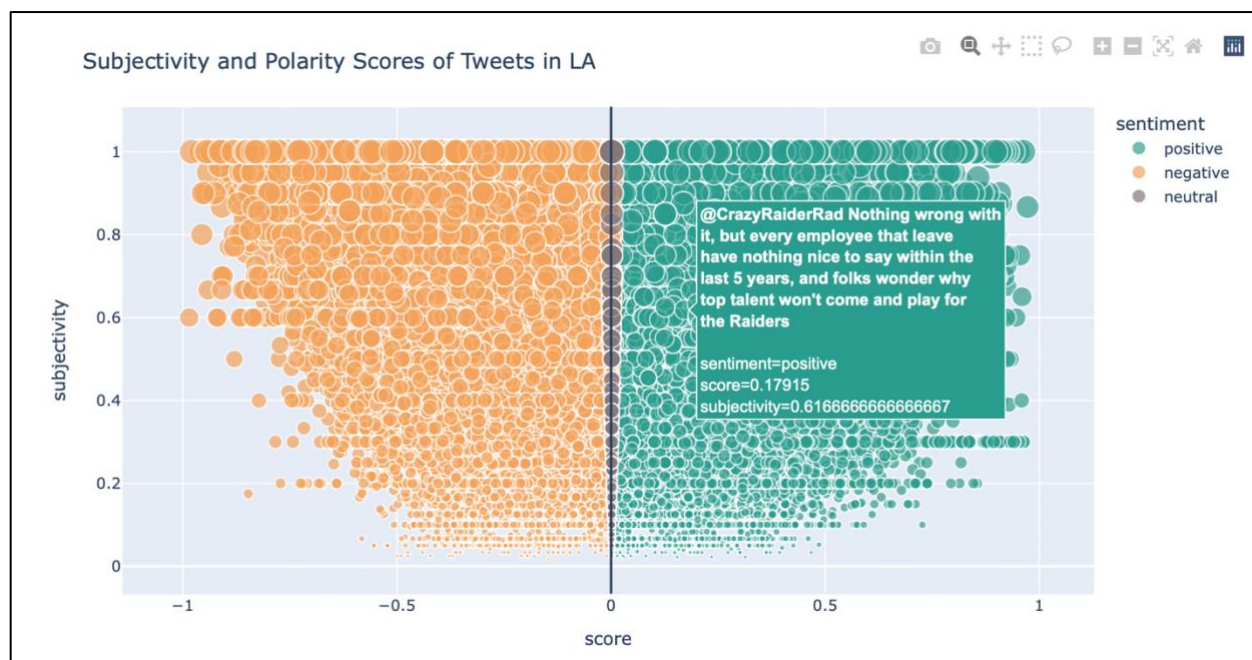 Subjectivity and Polarity Scores of Tweets in LA
sentiment
positive
negative
neutral
subjectivity
1
0.8
0.6
0.4
0.2
0
@CrazyRaiderRad Nothing wrong with
it, but every employee that leave
have nothing nice to say within the
last 5 years, and folks wonder why
top talent won't come and play for
the Raiders
sentiment=positive
score=0.17915
subjectivity=0.6166666666666667
−1
−0.5
0
0.5
1
score